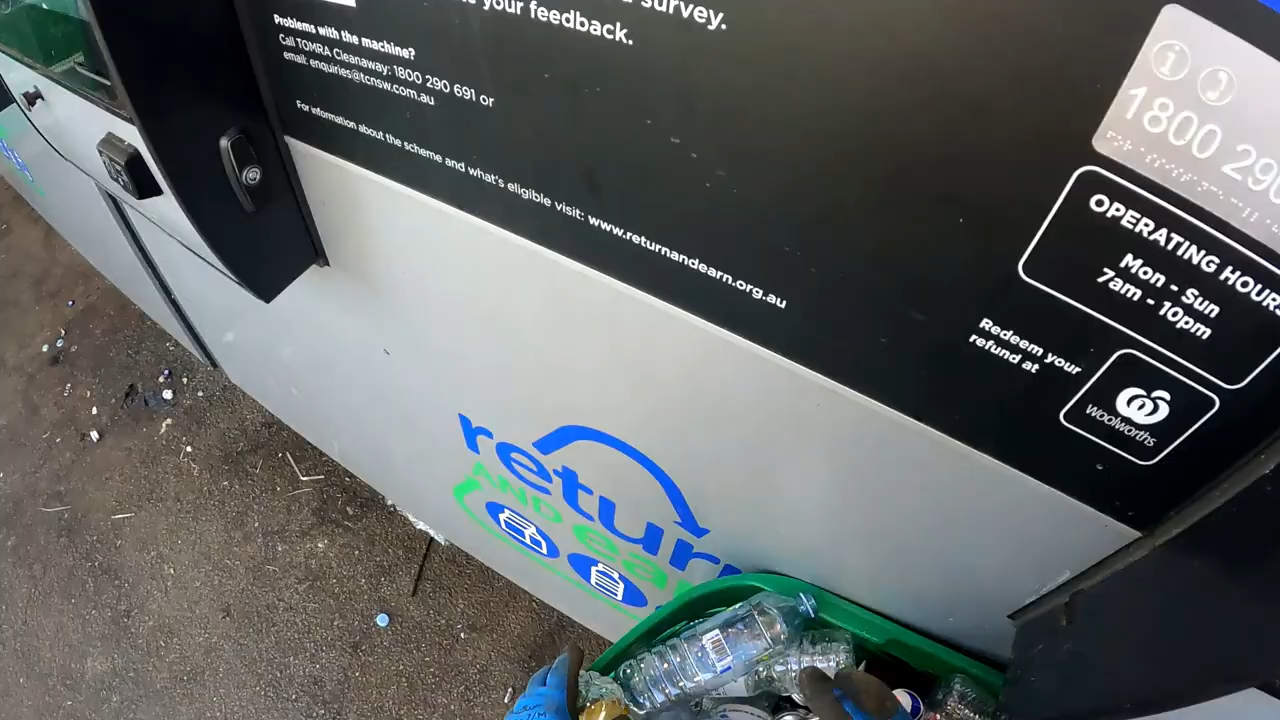 survey.
your feedback.
Problems with the machine?
Call TOMRA Cleanaway: 1800 290 691 or
email: enquiries@tcnsw.com.au
For information about the scheme and what's eligible visit: www.returnandearn.org.au
1800 290
OPERATING HOURS
Mon - Sun
7am - 10pm
Redeem your
refund at
woolworths
return
AND ear